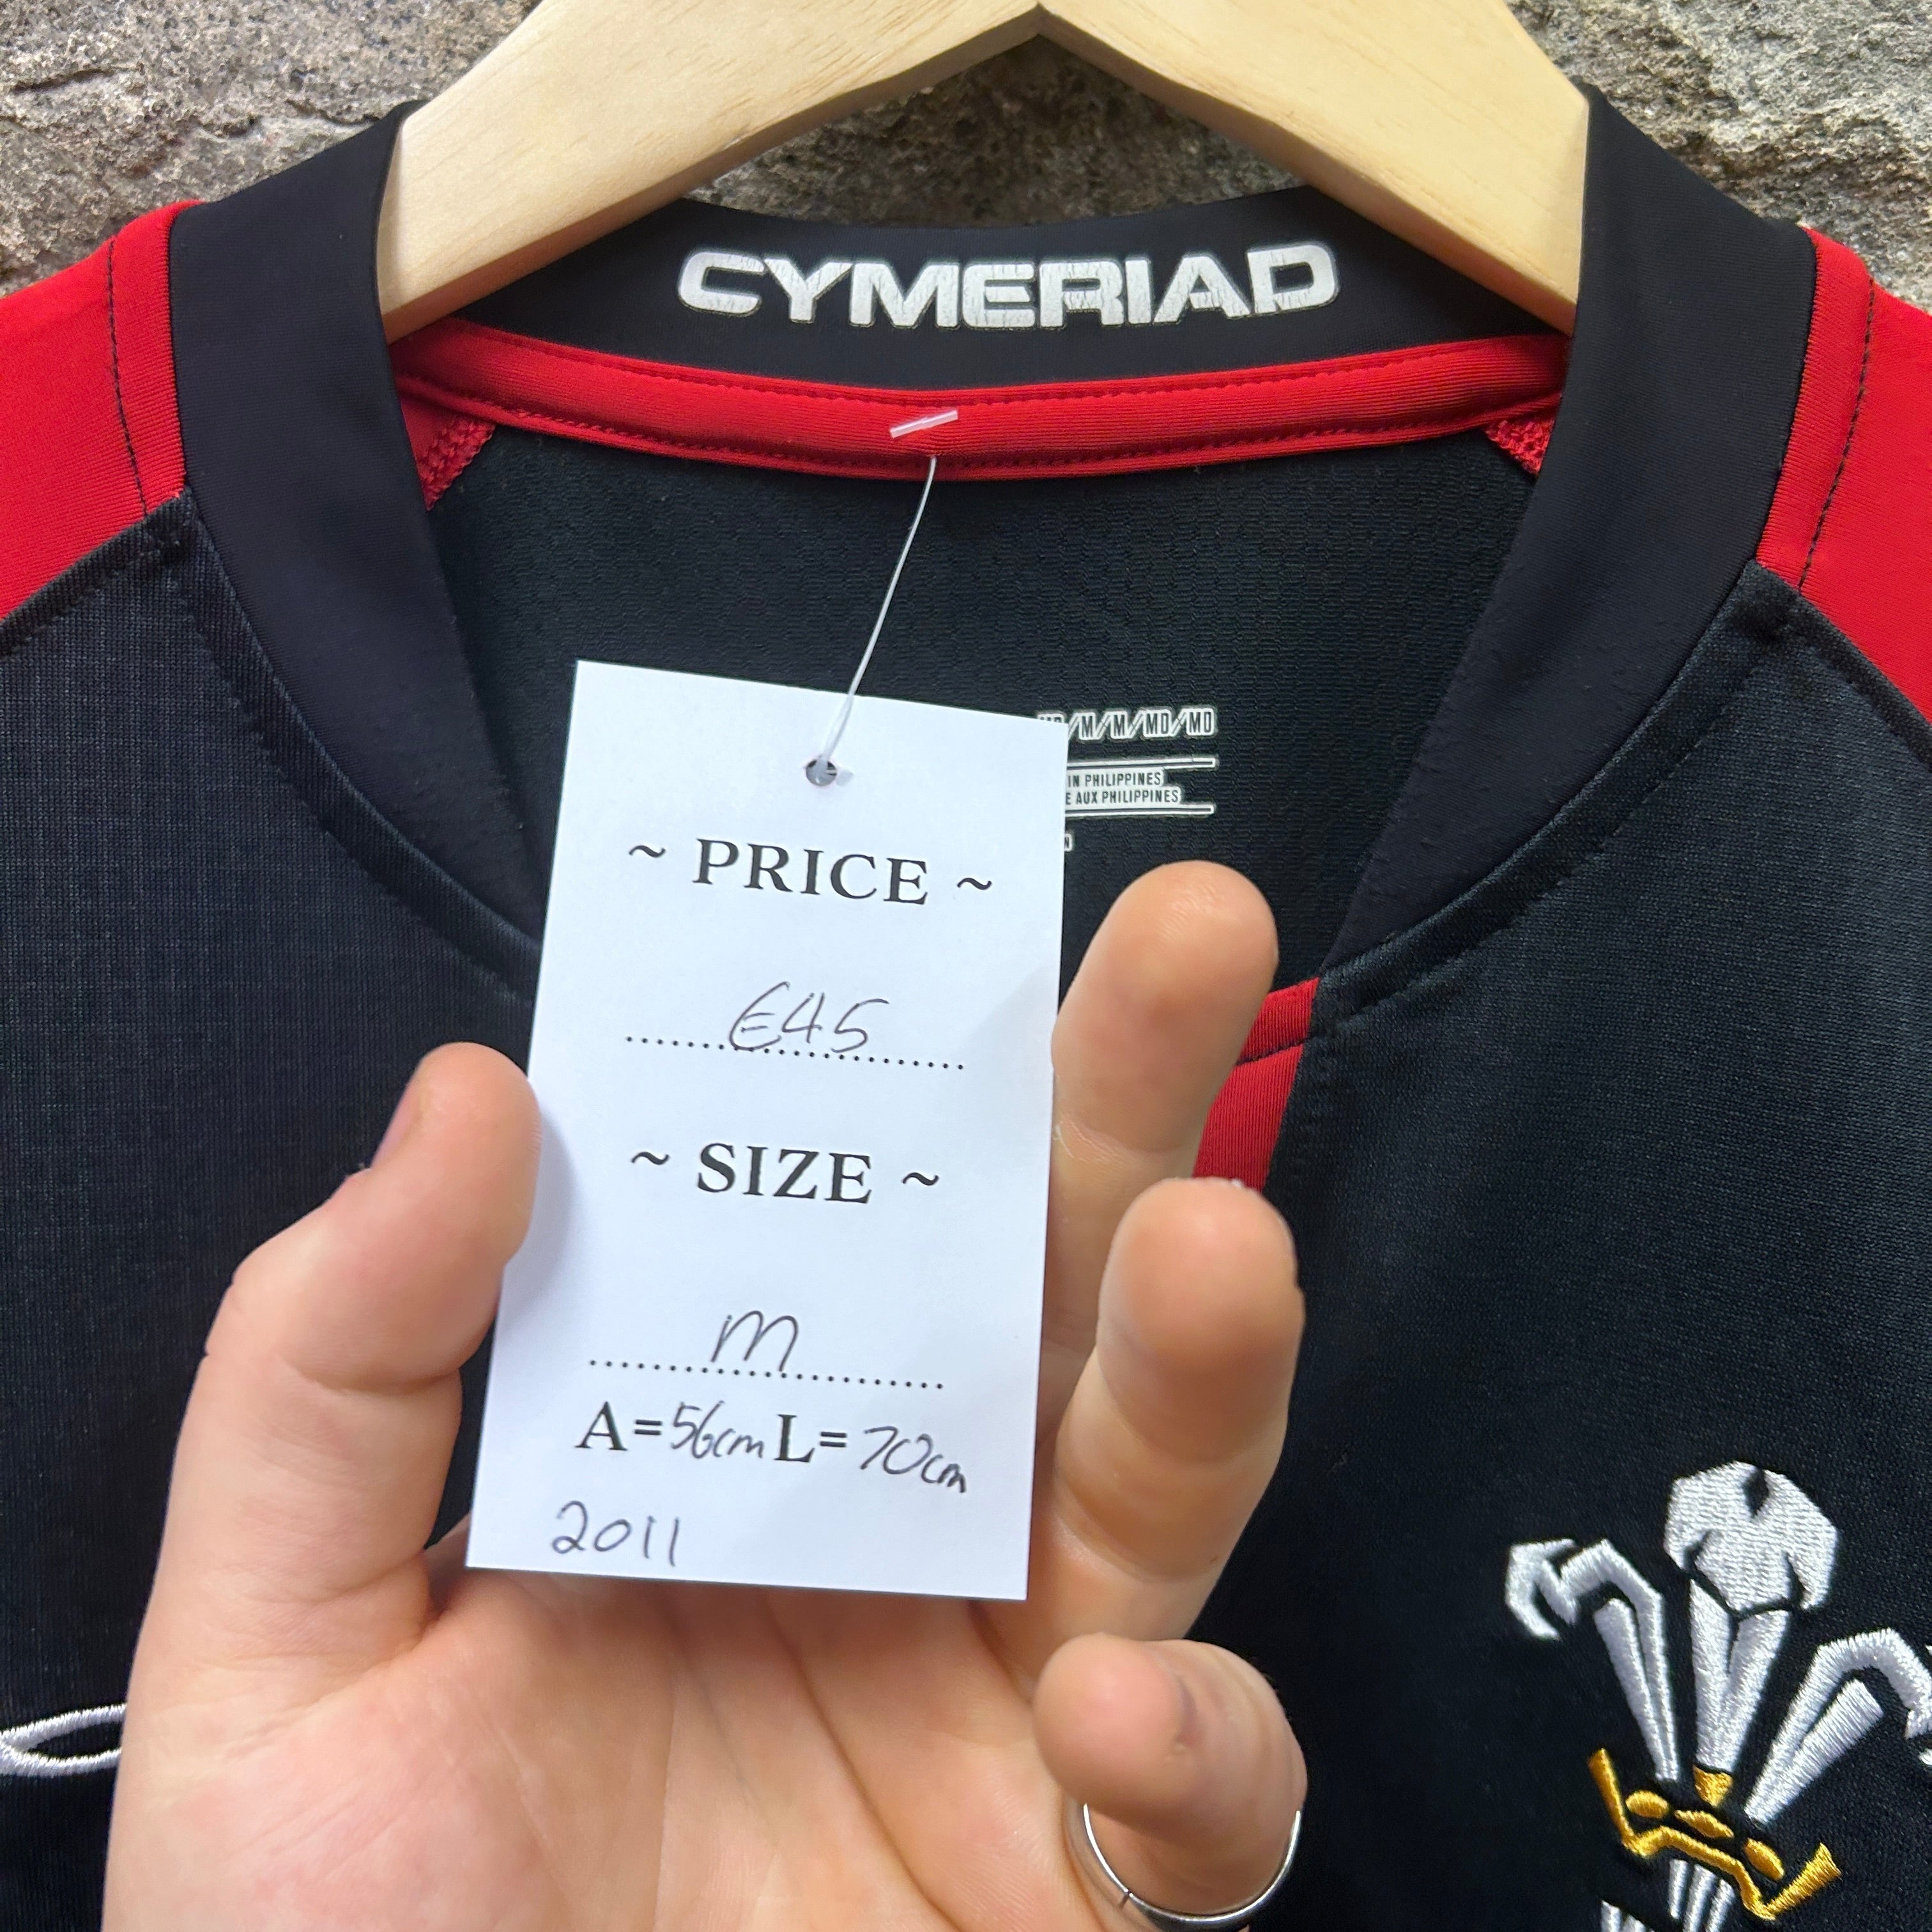 CYMERIAD
/M/M/MD/MD
IN PHILIPPINES
E AUX PHILIPPINES
~ PRICE ~
€45
~ SIZE ~
M
A=56cm L=70cm
2011